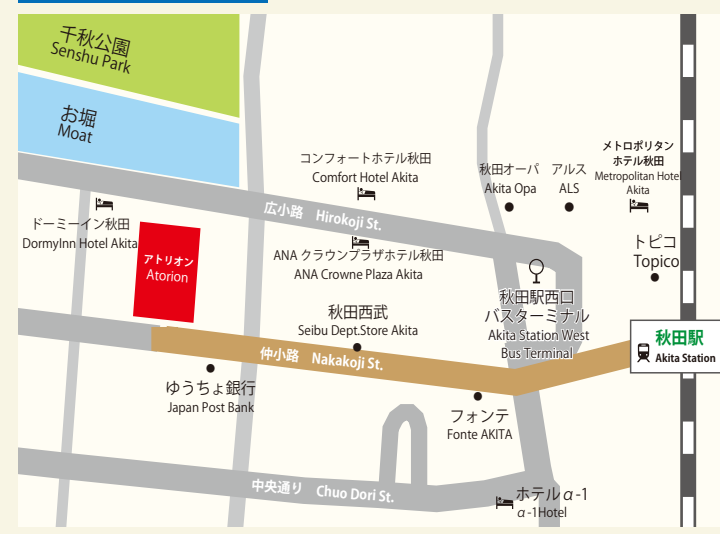 千秋公園
Senshu Park
お堀
Moat
コンフォートホテル秋田
Comfort Hotel Akita
秋田オーパ
Akita Opa
アルス
ALS
メトロポリタン
ホテル秋田
Metropolitan Hotel
Akita
ドーミーイン秋田
DormyInn Hotel Akita
アトリオン
Atorion
広小路 Hirokoji St.
ANA クラウンプラザホテル秋田
ANA Crowne Plaza Akita
トピコ
Topico
秋田駅西口
バスターミナル
Akita Station West
Bus Terminal
秋田西武
Seibu Dept.Store Akita
秋田駅
Akita Station
仲小路 Nakakoji St.
ゆうちょ銀行
Japan Post Bank
フォンテ
Fonte AKITA
中央通り Chuo Dori St.
ホテルα-1
α-1Hotel